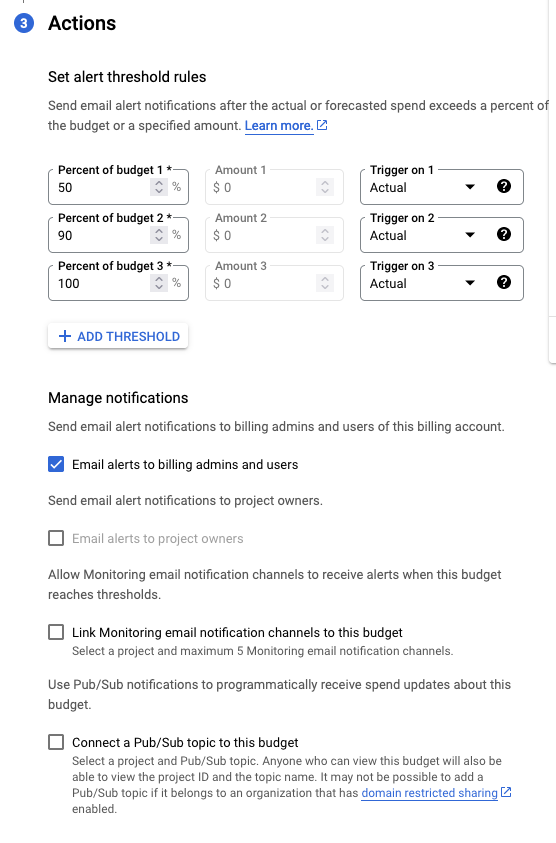 3 Actions
Set alert threshold rules
Send email alert notifications after the actual or forecasted spend exceeds a percent of
the budget or a specified amount. Learn more.
Percent of budget 1 * Amount 1 Trigger on 1
50 % $ 0 Actual ?
Percent of budget 2 * Amount 2 Trigger on 2
90 % $ 0 Actual ?
Percent of budget 3 * Amount 3 Trigger on 3
100 % $ 0 Actual ?
+ ADD THRESHOLD
Manage notifications
Send email alert notifications to billing admins and users of this billing account.
Email alerts to billing admins and users
Send email alert notifications to project owners.
Email alerts to project owners
Allow Monitoring email notification channels to receive alerts when this budget
reaches thresholds.
Link Monitoring email notification channels to this budget
Select a project and maximum 5 Monitoring email notification channels.
Use Pub/Sub notifications to programmatically receive spend updates about this
budget.
Connect a Pub/Sub topic to this budget
Select a project and Pub/Sub topic. Anyone who can view this budget will also be
able to view the project ID and the topic name. It may not be possible to add a
Pub/Sub topic if it belongs to an organization that has domain restricted sharing
enabled.